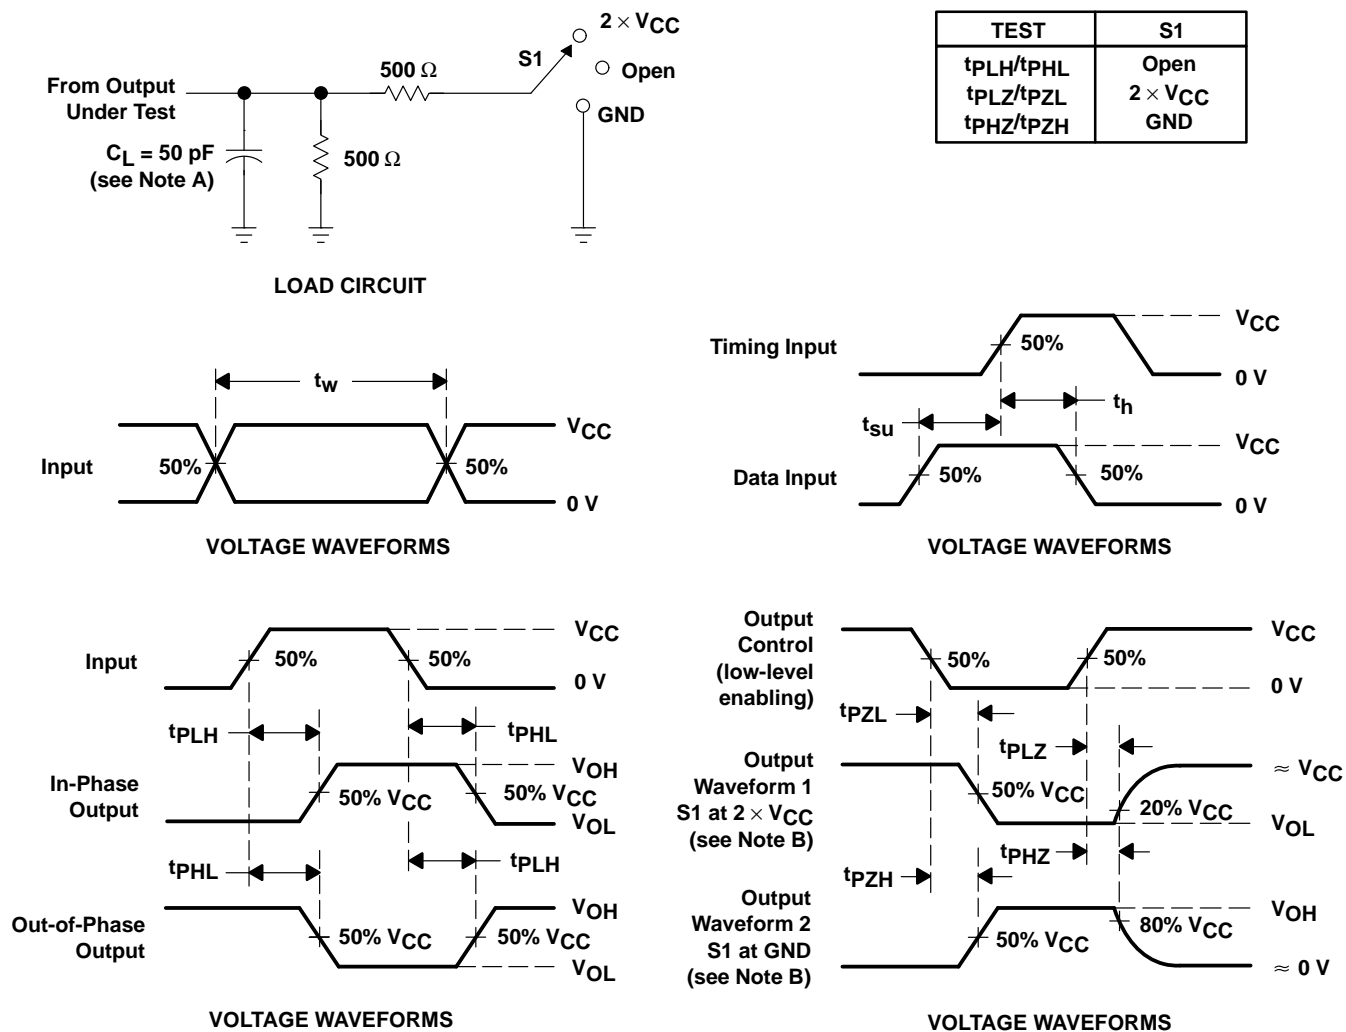 2 × VCC
S1
Open
GND
500 Ω
From Output
Under Test
CL = 50 pF
(see Note A)
500 Ω
LOAD CIRCUIT
TEST S1
tPLH/tPHL Open
tPLZ/tPZL 2 × VCC
tPHZ/tPZH GND
tw
VCC
Input
50%
50%
0 V
VOLTAGE WAVEFORMS
VCC
Timing Input
50%
0 V
th
tsu
VCC
Data Input
50%
50%
0 V
VOLTAGE WAVEFORMS
VCC
Input
50%
50%
0 V
tPLH
tPHL
VOH
In-Phase
Output
50% VCC
50% VCC
VOL
tPHL
tPLH
VOH
Out-of-Phase
Output
50% VCC
50% VCC
VOL
VOLTAGE WAVEFORMS
Output
Control
(low-level
enabling)
VCC
50%
50%
0 V
tPZL
tPLZ
Output
Waveform 1
S1 at 2 × VCC
(see Note B)
≈ VCC
50% VCC
20% VCC
VOL
tPHZ
tPZH
Output
Waveform 2
S1 at GND
(see Note B)
VOH
50% VCC
80% VCC
≈ 0 V
VOLTAGE WAVEFORMS